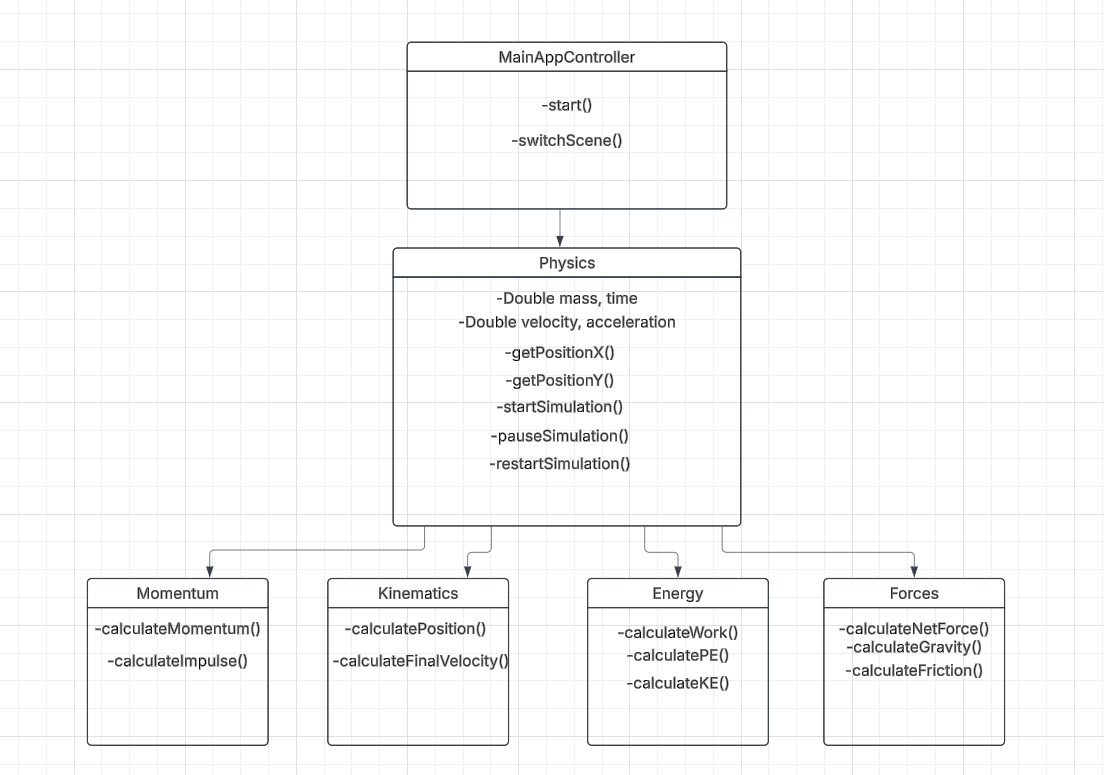 MainAppController
-start()
-switchScene()
Physics
-Double mass, time
-Double velocity, acceleration
-getPositionX()
-getPositionY()
-startSimulation()
-pauseSimulation()
-restartSimulation()
Momentum
-calculateMomentum()
-calculateImpulse()
Kinematics
-calculatePosition()
-calculateFinalVelocity()
Energy
-calculateWork()
-calculatePE()
-calculateKE()
Forces
-calculateNetForce()
-calculateGravity()
-calculateFriction()